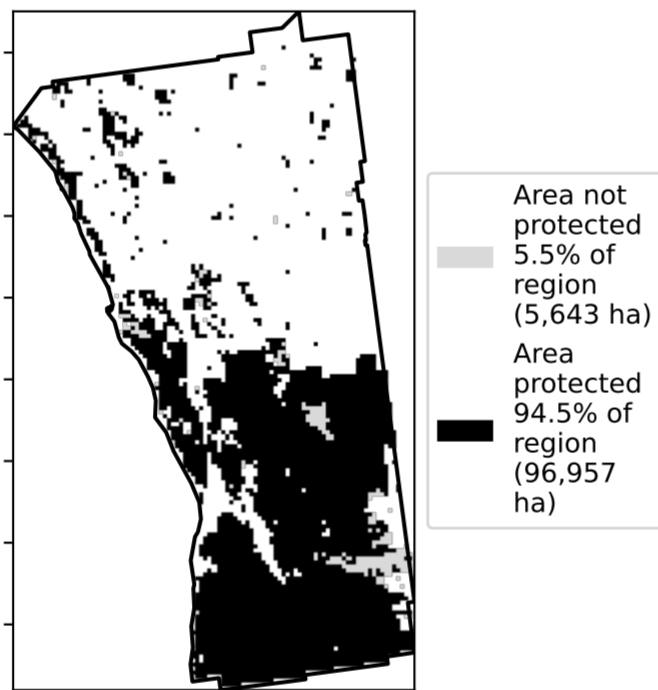 Area not
protected
5.5% of
region
(5,643 ha)
Area
protected
94.5% of
region
(96,957
ha)